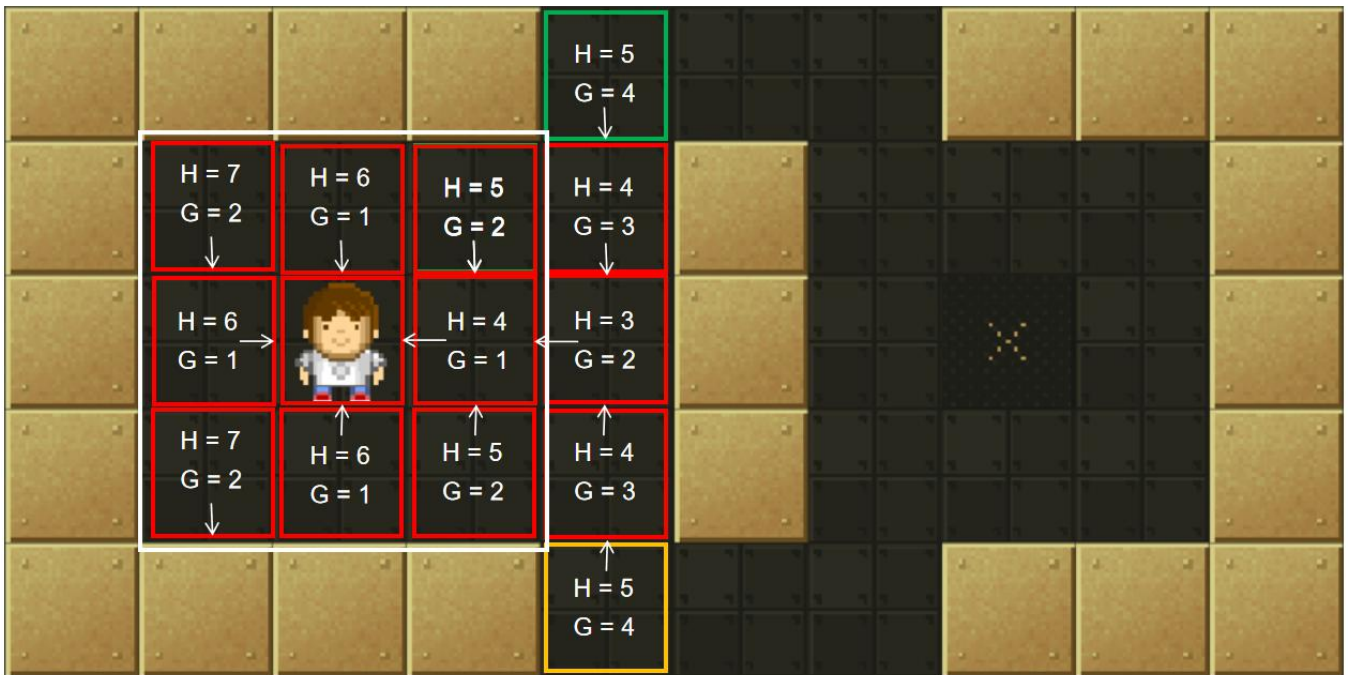 H = 5
G = 4
H = 7
G = 2
H = 6
G = 1
H = 5
G = 2
H = 4
G = 3
H = 6
G = 1
H = 4
G = 1
H = 3
G = 2
H = 7
G = 2
H = 6
G = 1
H = 5
G = 2
H = 4
G = 3
H = 5
G = 4